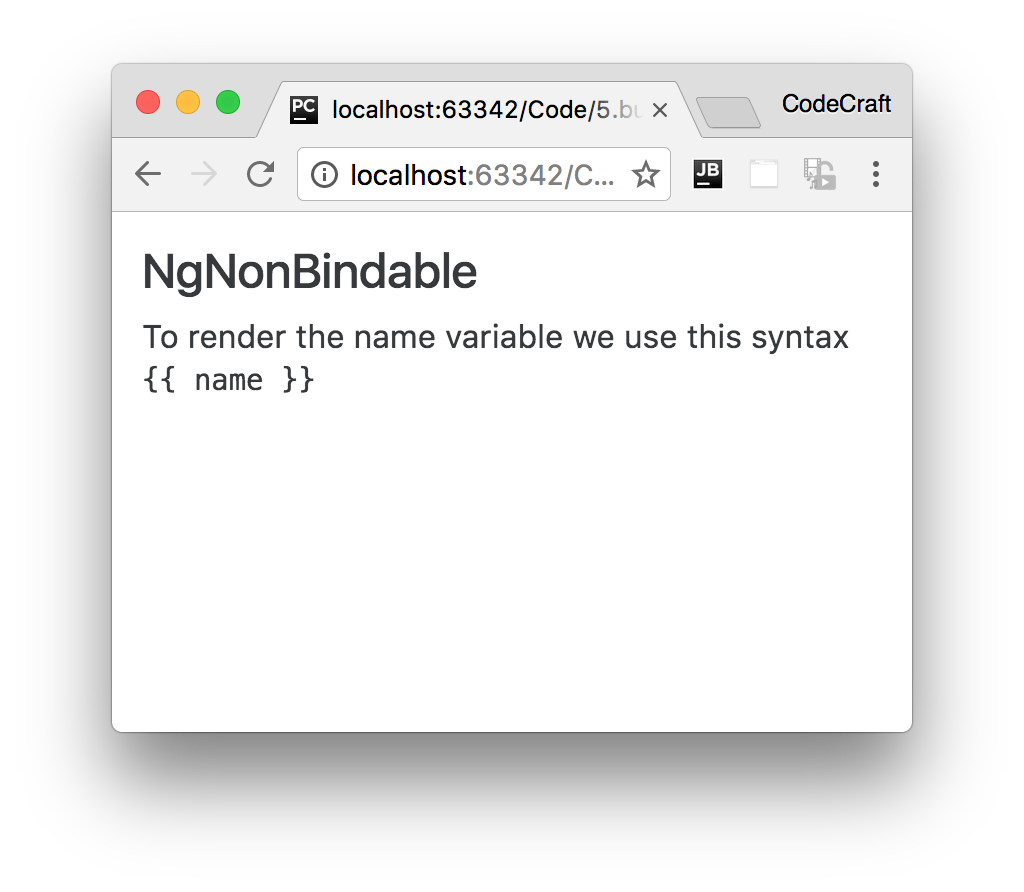 PC localhost:63342/Code/5.bu CodeCraft
localhost:63342/C... JB
NgNonBindable
To render the name variable we use this syntax
{{ name }}